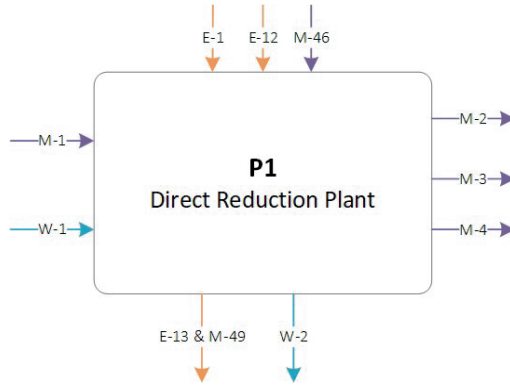 E-1 E-12 M-46
M-1
M-2
P1
Direct Reduction Plant
M-3
W-1
M-4
E-13 & M-49 W-2